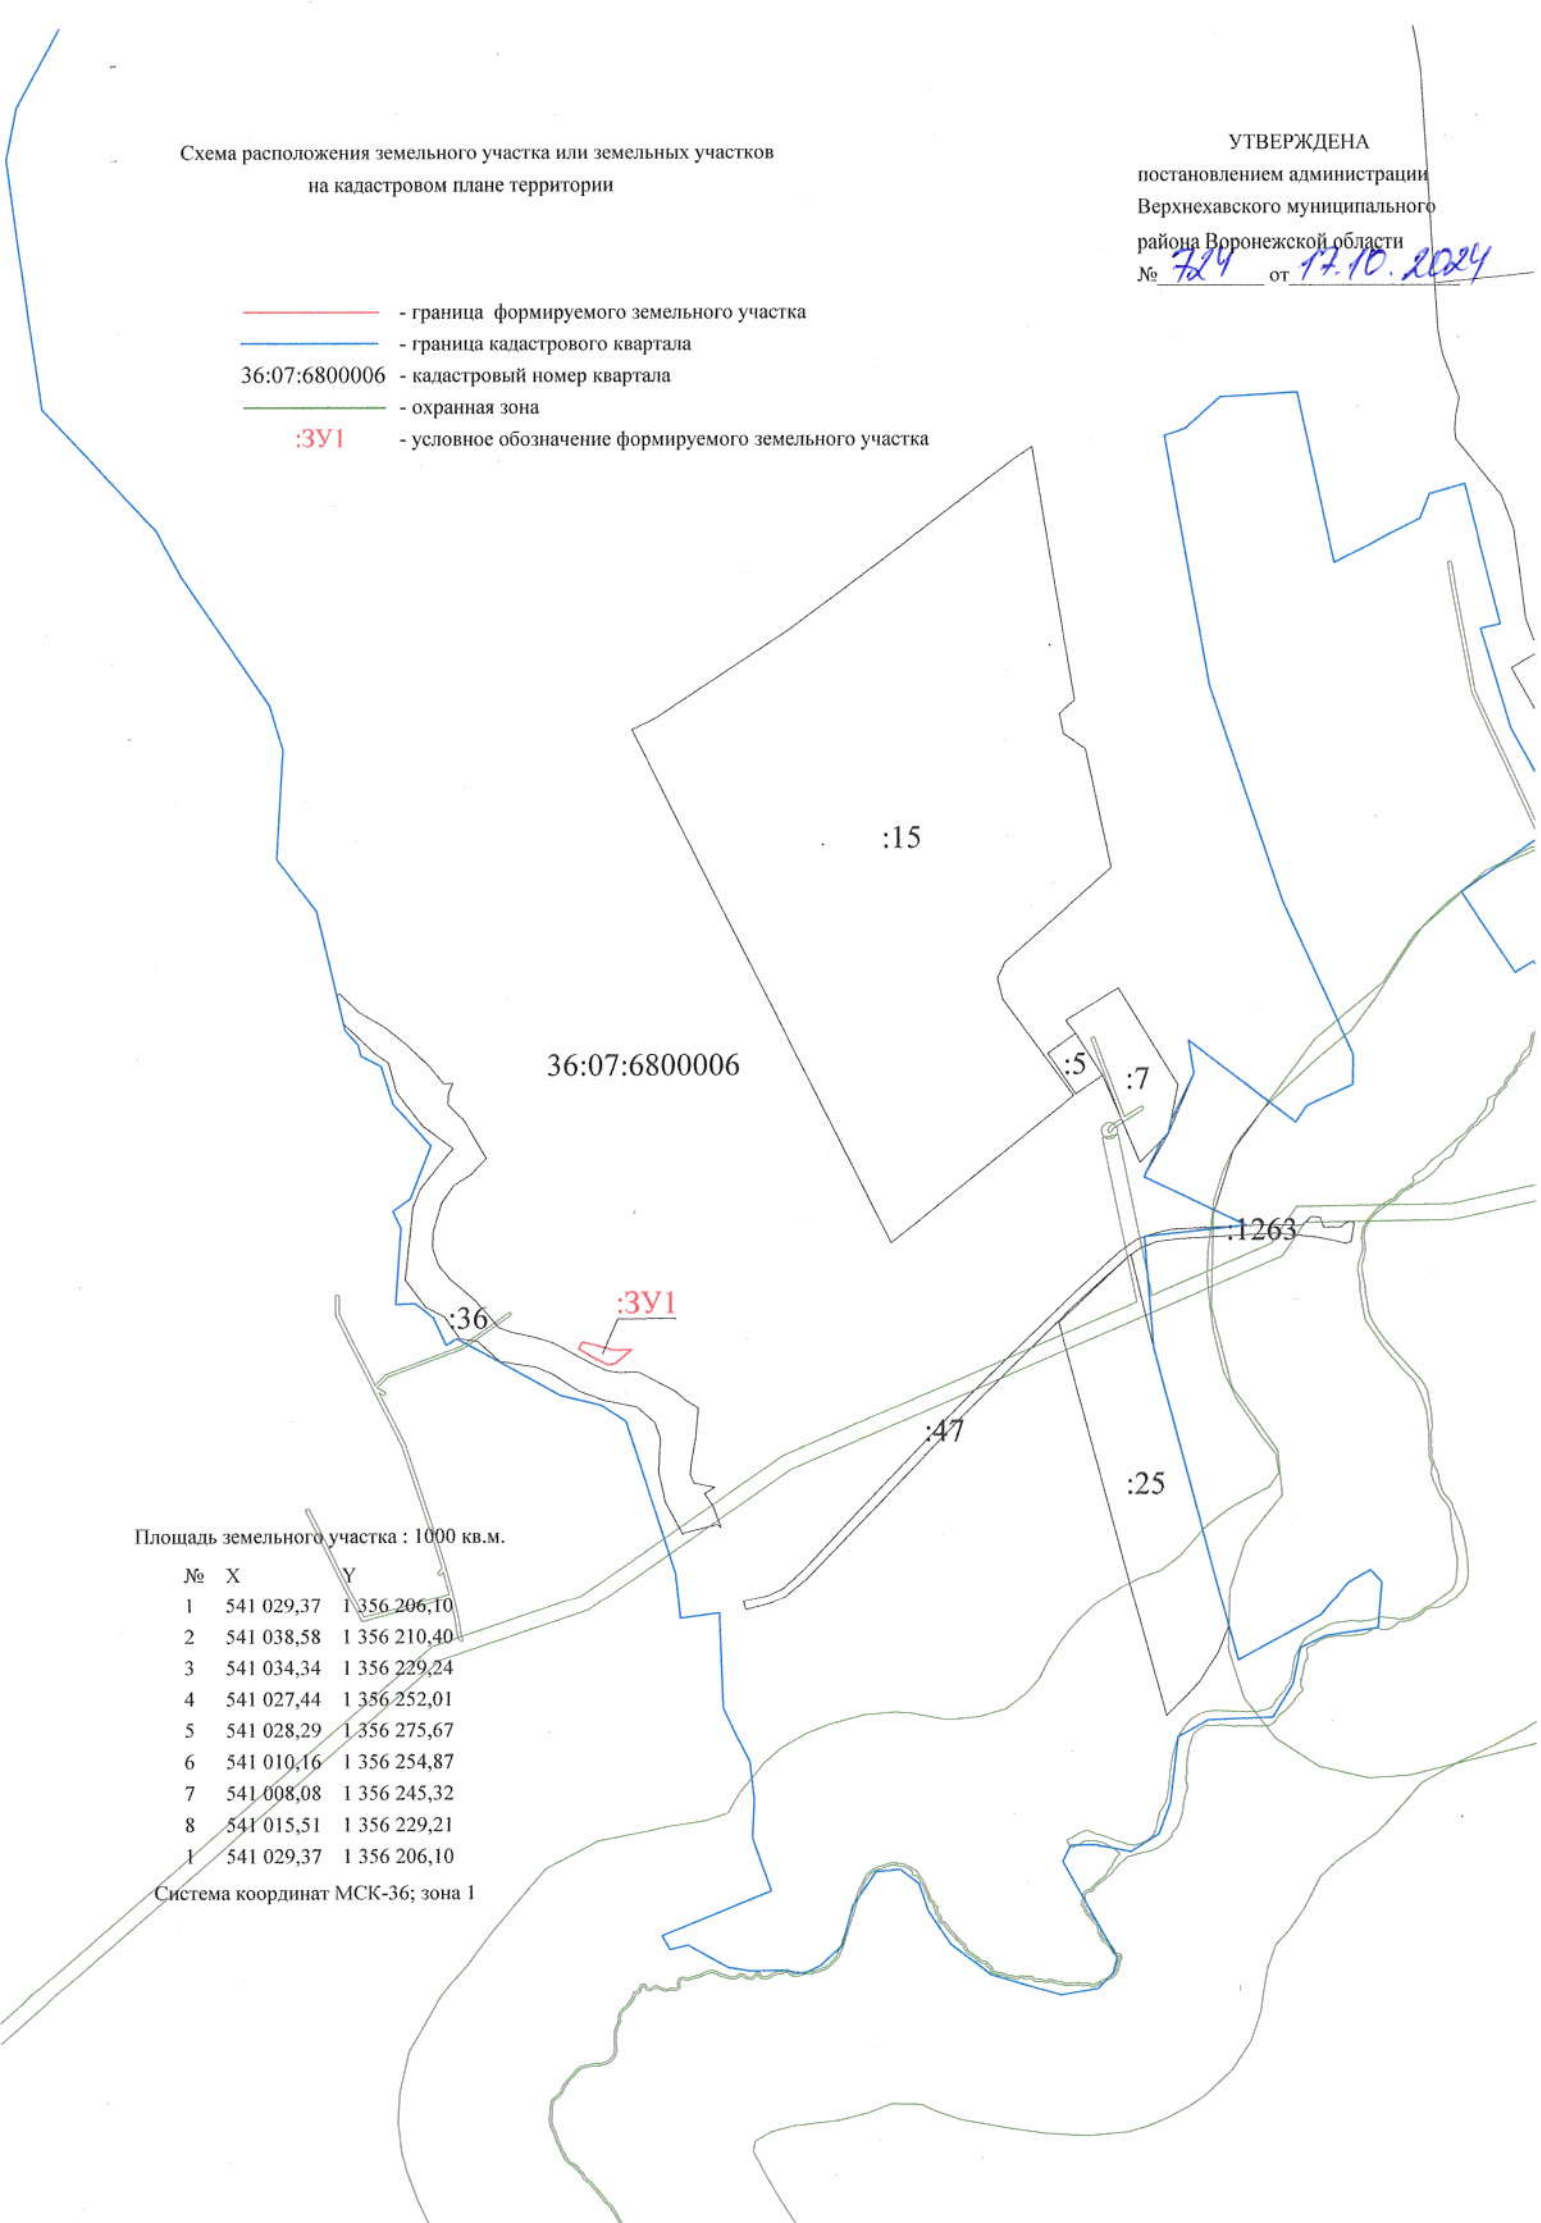 Схема расположения земельного участка или земельных участков
на кадастровом плане территории
УТВЕРЖДЕНА
постановлением администрации
Верхнехавского муниципального
района Воронежской области
№ 724 от 17.10.2024
- граница формируемого земельного участка
- граница кадастрового квартала
36:07:6800006 - кадастровый номер квартала
- охранная зона
:ЗУ1 - условное обозначение формируемого земельного участка
:15
36:07:6800006
:5
:7
:1263
:ЗУ1
:36
:47
:25
Площадь земельного участка : 1000 кв.м.
№ X Y
1 541 029,37 1 356 206,10
2 541 038,58 1 356 210,40
3 541 034,34 1 356 229,24
4 541 027,44 1 356 252,01
5 541 028,29 1 356 275,67
6 541 010,16 1 356 254,87
7 541 008,08 1 356 245,32
8 541 015,51 1 356 229,21
1 541 029,37 1 356 206,10
Система координат МСК-36; зона 1